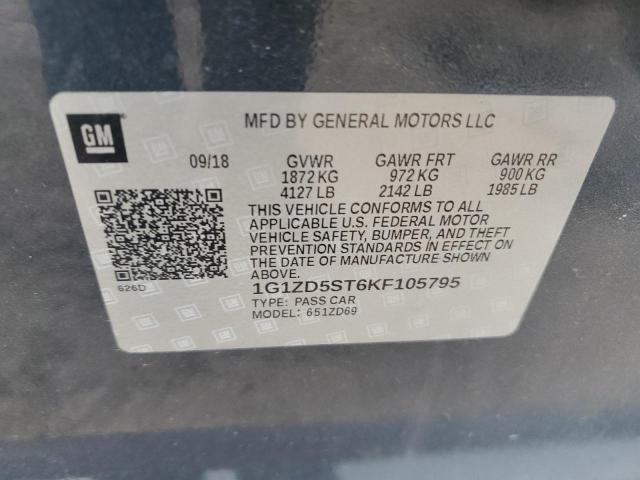 GM
MFD BY GENERAL MOTORS LLC
09/18 GVWR GAWR FRT GAWR RR
1872 KG 972 KG 900 KG
4127 LB 2142 LB 1985 LB
THIS VEHICLE CONFORMS TO ALL
APPLICABLE U.S. FEDERAL MOTOR
VEHICLE SAFETY, BUMPER, AND THEFT
PREVENTION STANDARDS IN EFFECT ON
THE DATE OF MANUFACTURE SHOWN
ABOVE.
626D
1G1ZD5ST6KF105795
TYPE: PASS CAR
MODEL: 651ZD69